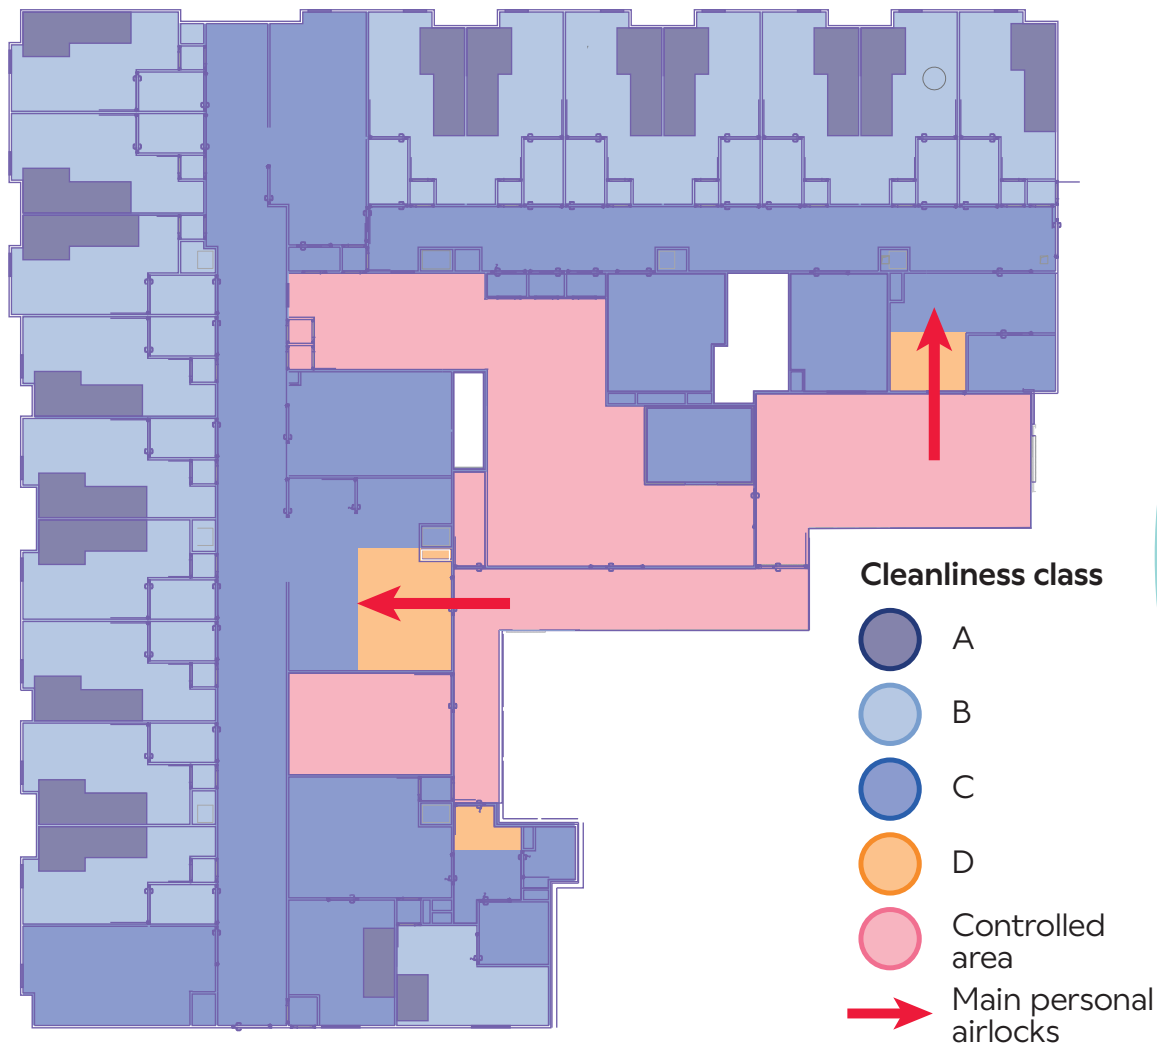 Cleanliness class
A
B
C
D
Controlled
area
Main personal
airlocks